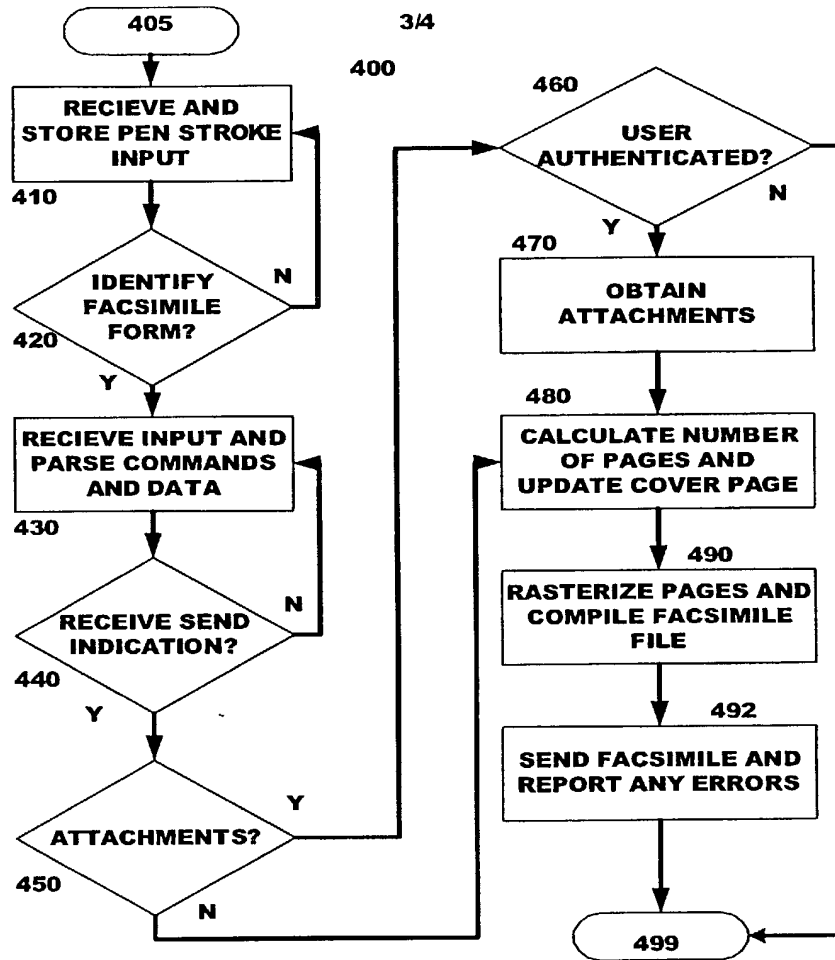 3/4
400
405
RECIEVE AND
STORE PEN STROKE
INPUT
410
IDENTIFY
FACSIMILE
FORM?
N
420
Y
RECIEVE INPUT AND
PARSE COMMANDS
AND DATA
430
RECEIVE SEND
INDICATION?
N
440
Y
ATTACHMENTS?
Y
450
N
460
USER
AUTHENTICATED?
N
Y
470
OBTAIN
ATTACHMENTS
480
CALCULATE NUMBER
OF PAGES AND
UPDATE COVER PAGE
490
RASTERIZE PAGES AND
COMPILE FACSIMILE
FILE
492
SEND FACSIMILE AND
REPORT ANY ERRORS
499